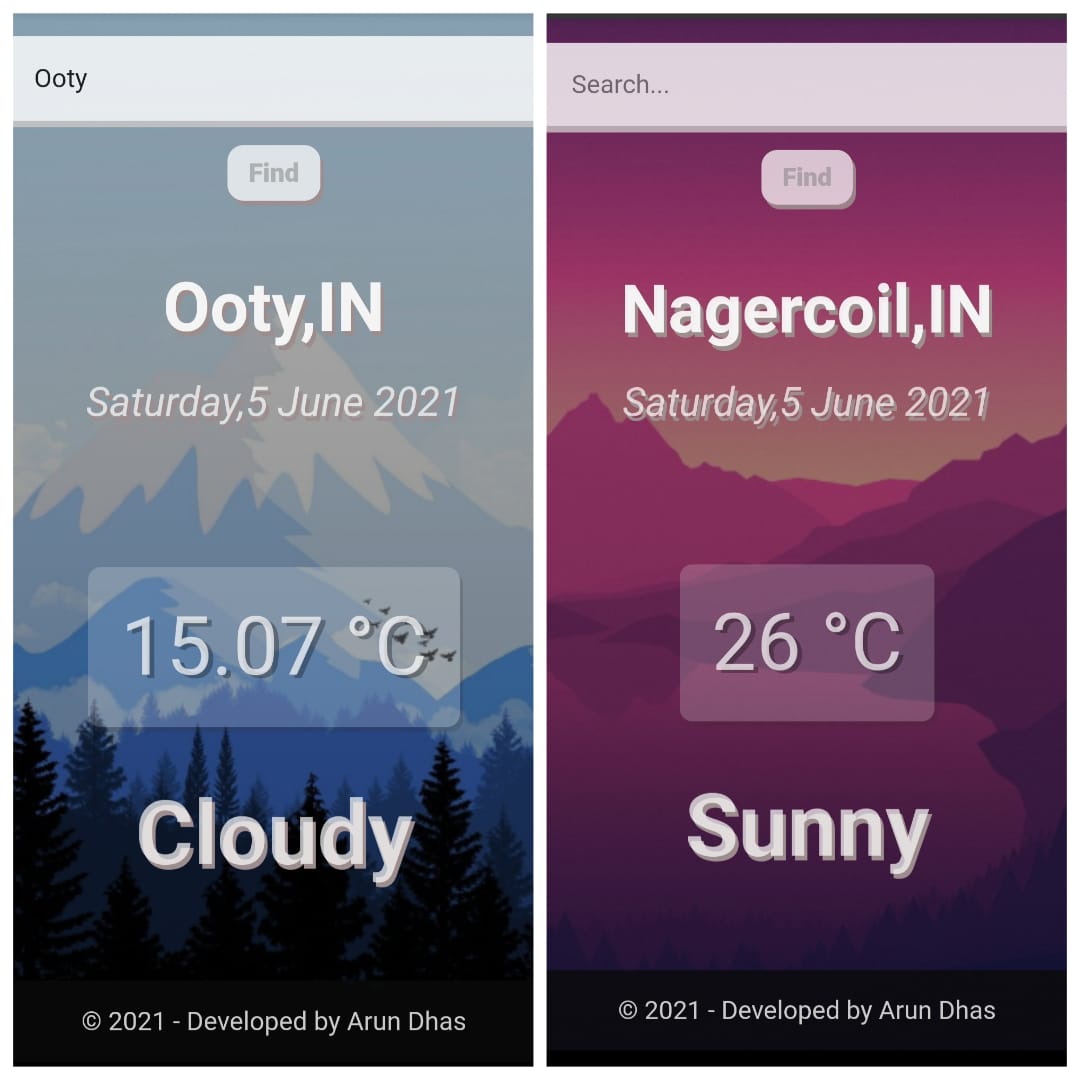 Ooty
Find
Ooty,IN
Saturday,5 June 2021
15.07 °C
Cloudy
© 2021 - Developed by Arun Dhas
Search...
Find
Nagercoil,IN
Saturday,5 June 2021
26 °C
Sunny
© 2021 - Developed by Arun Dhas